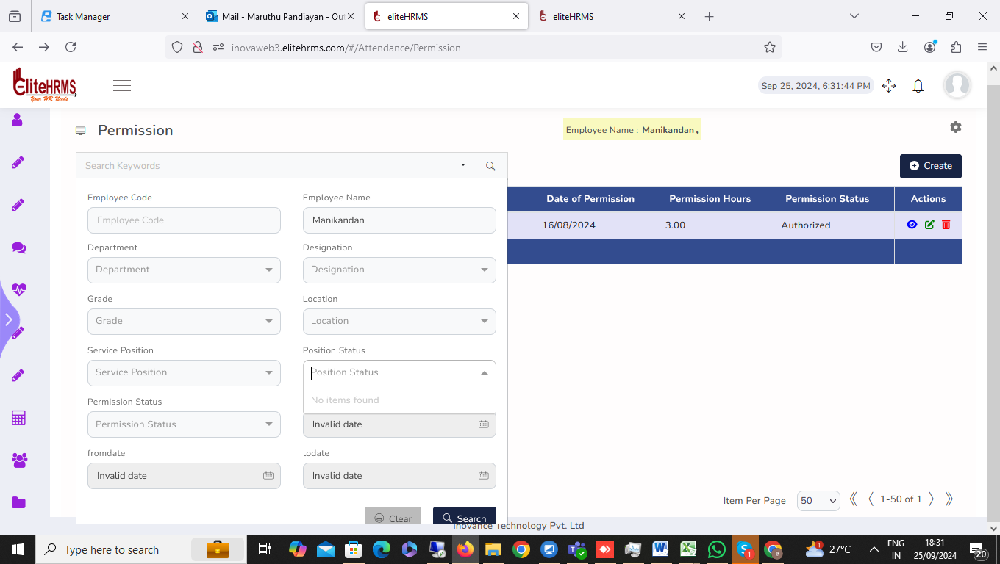 Task Manager
Mail - Maruthu Pandiayan - Out
eliteHRMS
eliteHRMS
inovaweb3.elitehrms.com/#/Attendance/Permission
EliteHRMS
Your HR Needs
Sep 25, 2024, 6:31:44 PM
Permission
Employee Name : Manikandan ,
Search Keywords
Create
Employee Code
Employee Name
Date of Permission
Permission Hours
Permission Status
Actions
Employee Code
Manikandan
16/08/2024
3.00
Authorized
Department
Designation
Department
Designation
Grade
Location
Grade
Location
Service Position
Position Status
Service Position
Position Status
Permission Status
No items found
Permission Status
Invalid date
fromdate
todate
Invalid date
Invalid date
Item Per Page
50
1-50 of 1
Clear
Search
Inovance Technology Pvt. Ltd
Type here to search
1
1
27°C
ENG
IN
18:31
25/09/2024
20